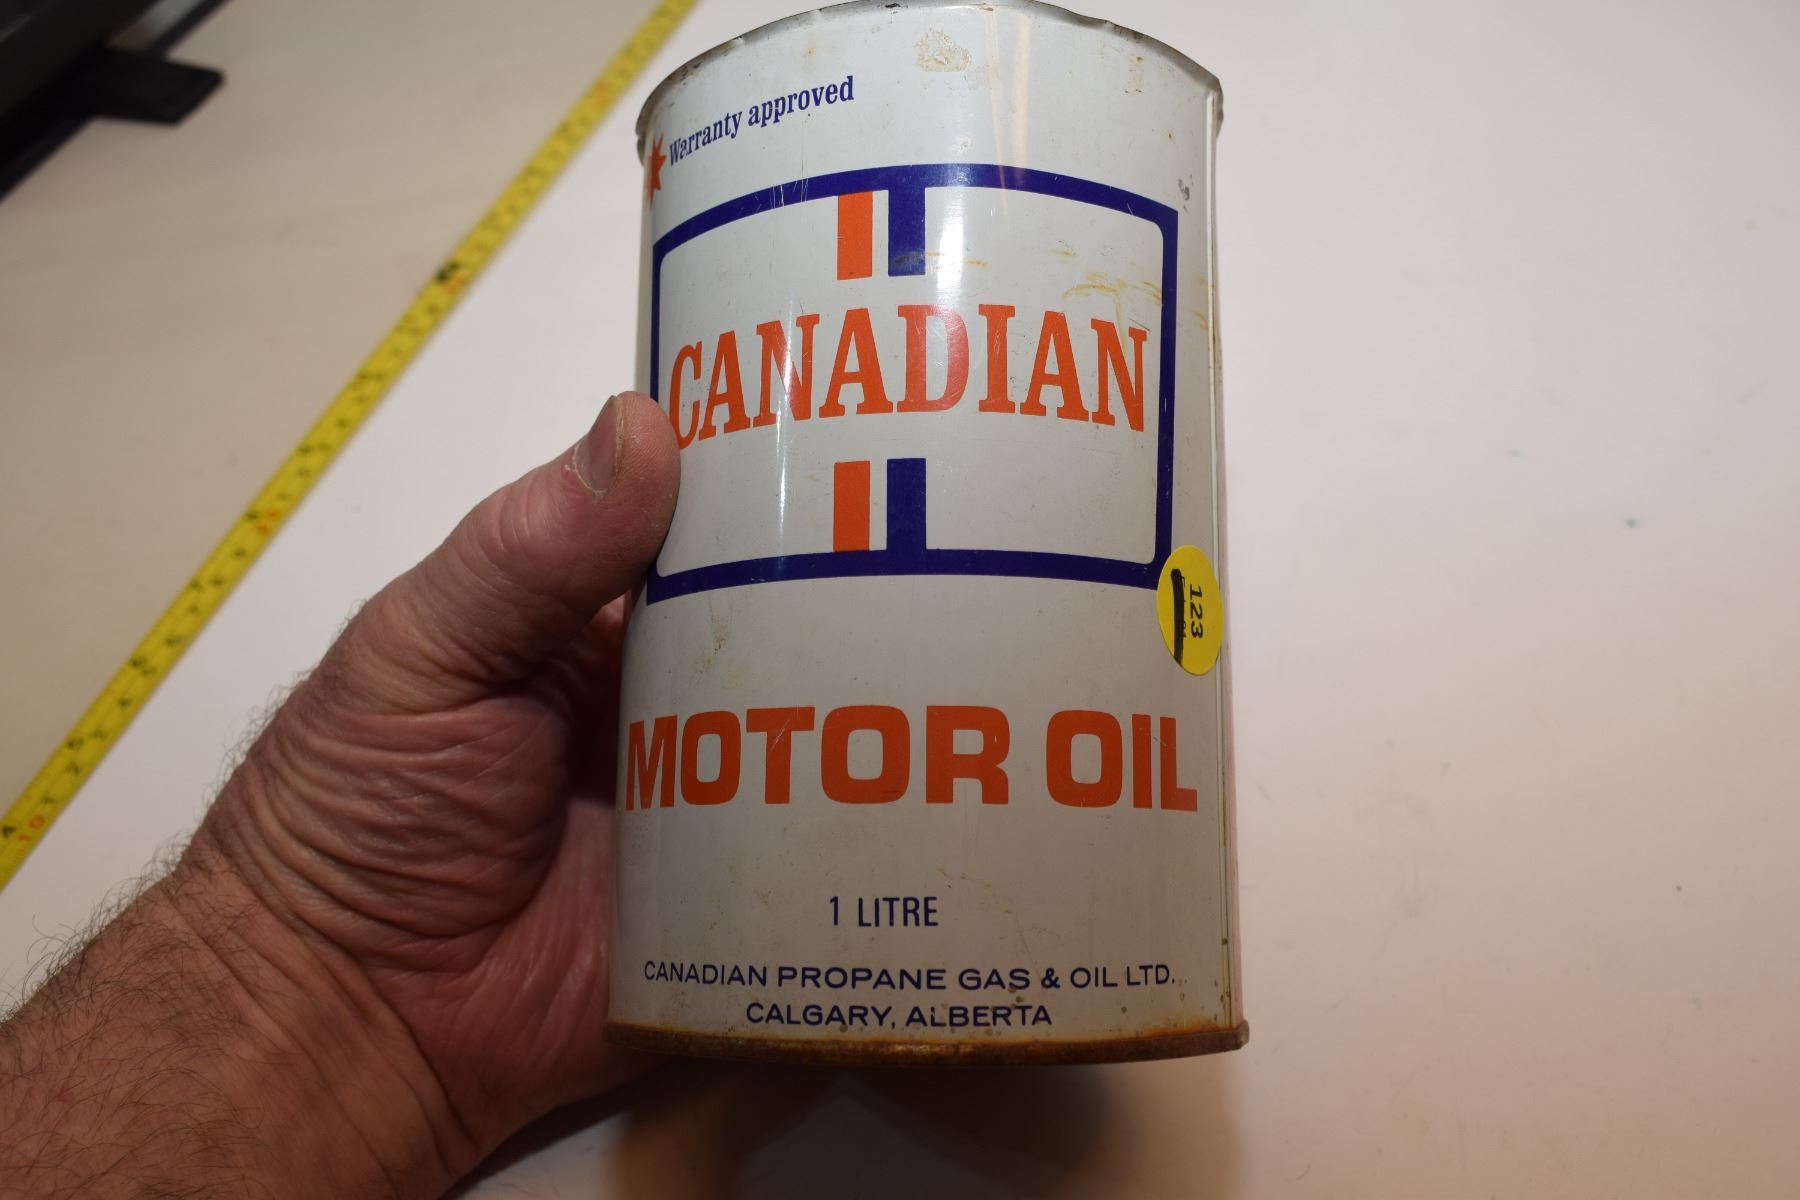 Warranty approved
CANADIAN
MOTOR OIL
1 LITRE
CANADIAN PROPANE GAS & OIL LTD.
CALGARY, ALBERTA
123